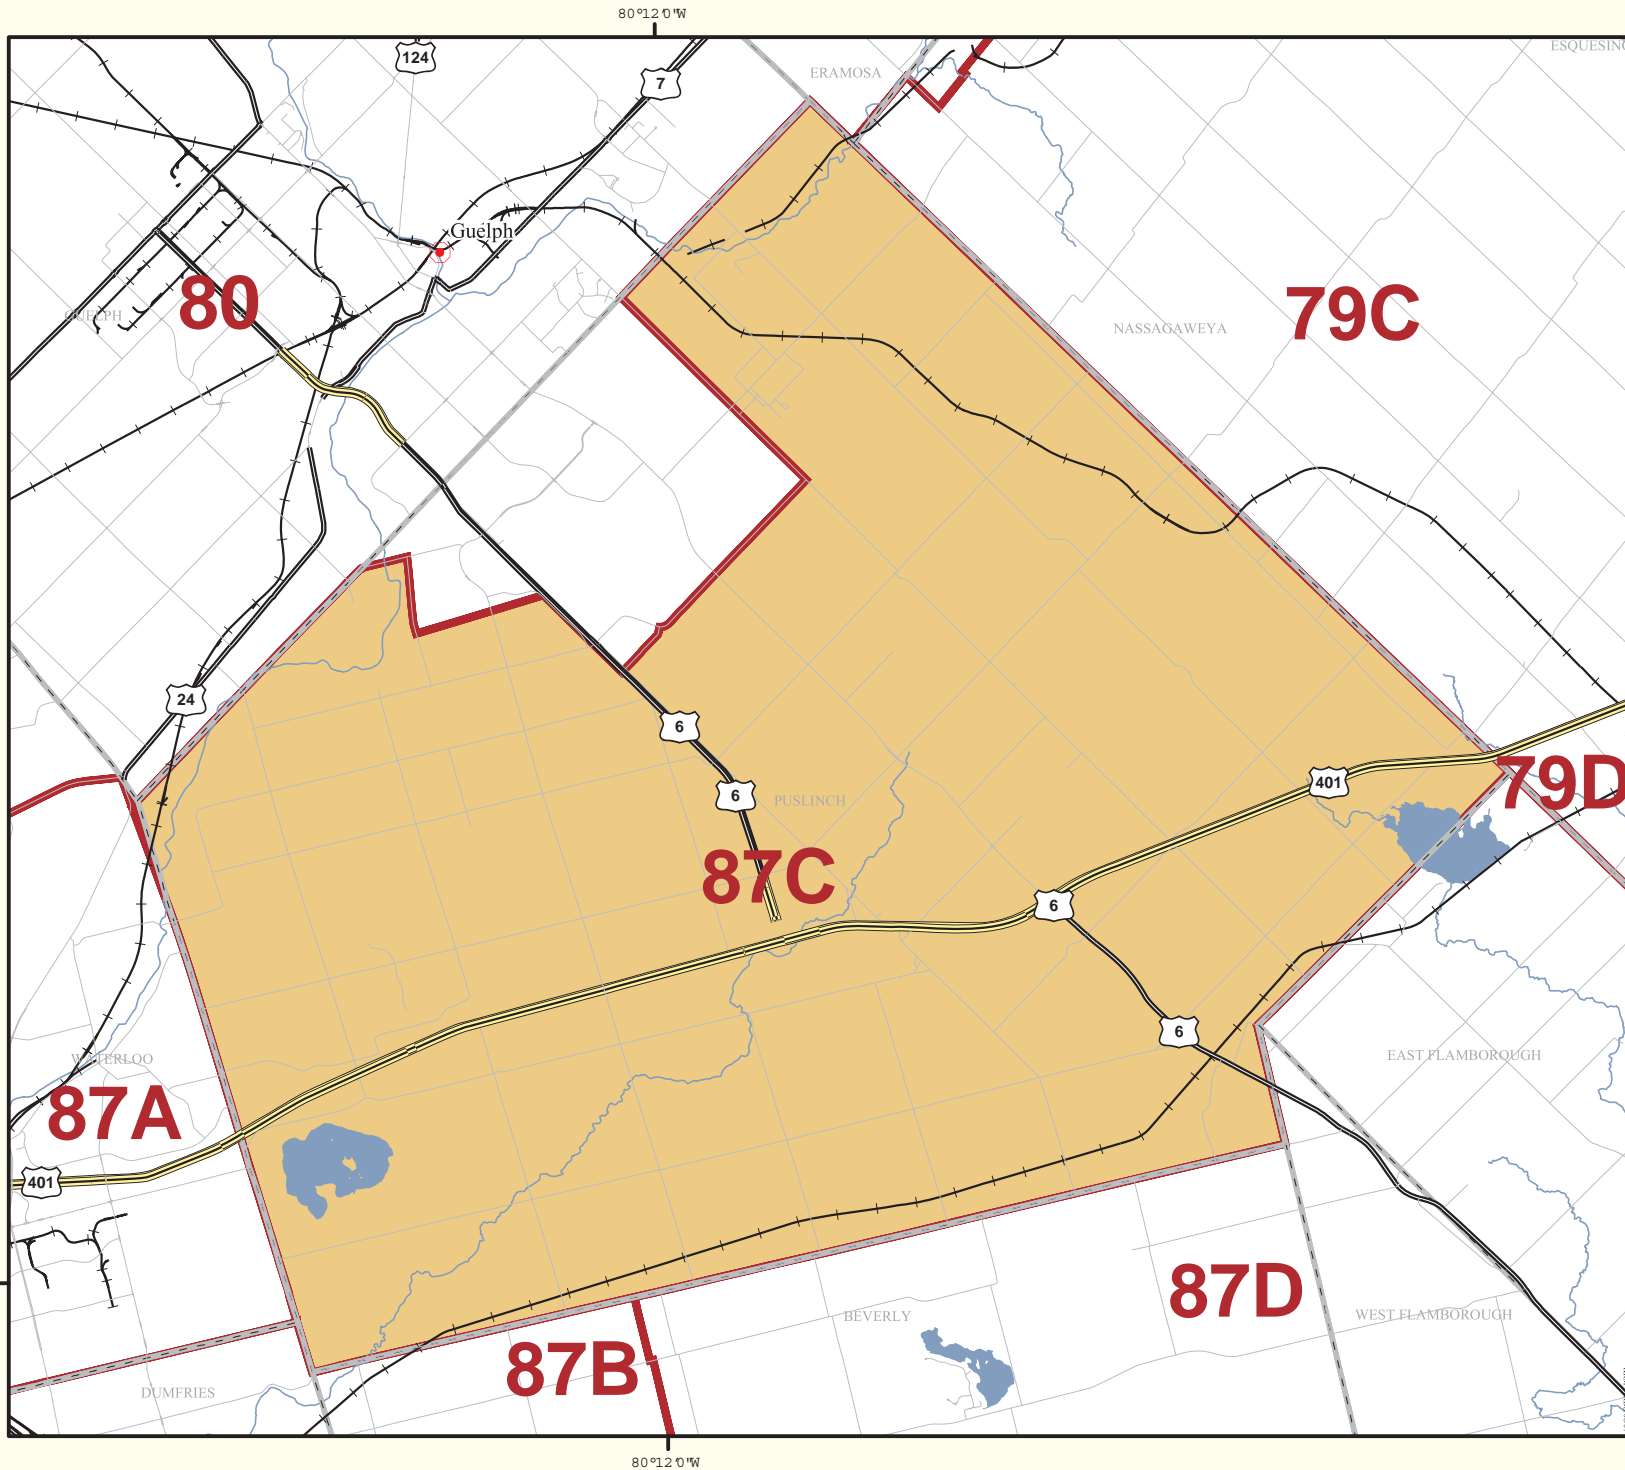 80°12'0"W
124
7
ERAMOSA
ESQUESING
Guelph
80
GUELPH
79C
NASSAGAWEYA
24
6
401
79D
6
PUSLINCH
87C
6
6
WATERLOO
EAST FLAMBOROUGH
87A
401
87D
BEVERLY
WEST FLAMBOROUGH
87B
DUMFRIES
80°12'0"W